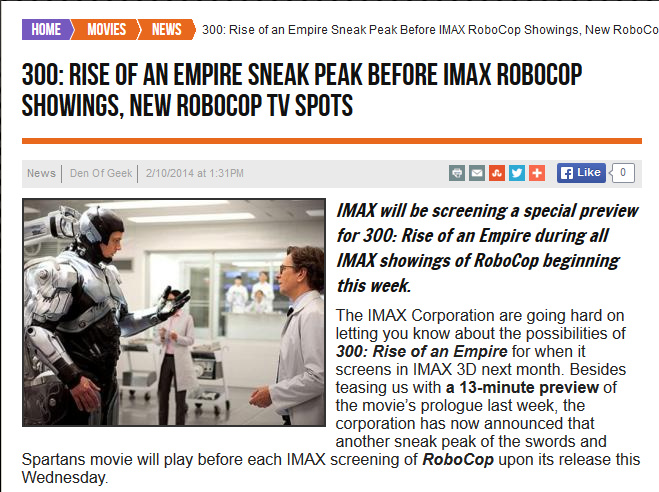 HOME MOVIES NEWS 300: Rise of an Empire Sneak Peak Before IMAX RoboCop Showings, New RoboCo
300: RISE OF AN EMPIRE SNEAK PEAK BEFORE IMAX ROBOCOP
SHOWINGS, NEW ROBOCOP TV SPOTS
News Den Of Geek 2/10/2014 at 1:31PM Like 0
IMAX will be screening a special preview
for 300: Rise of an Empire during all
IMAX showings of RoboCop beginning
this week.
The IMAX Corporation are going hard on
letting you know about the possibilities of
300: Rise of an Empire for when it
screens in IMAX 3D next month. Besides
teasing us with a 13-minute preview of
the movie's prologue last week, the
corporation has now announced that
another sneak peak of the swords and
Spartans movie will play before each IMAX screening of RoboCop upon its release this
Wednesday.